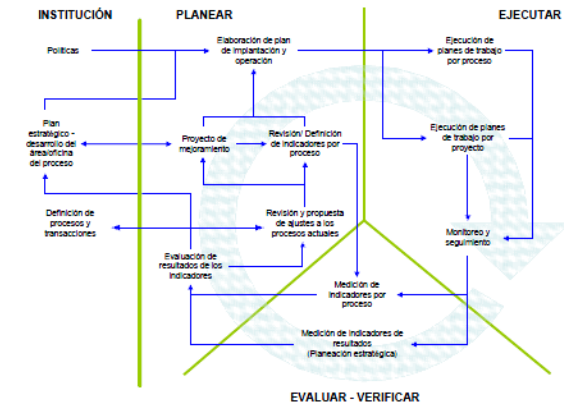 INSTITUCIÓN
PLANEAR
EJECUTAR
Políticas
Elaboración de plan
de implantación y
operación
Ejecución de
planes de trabajo
por proceso
Plan
estratégico -
desarrollo del
área/oficina
del proceso
Proyecto de
mejoramiento
Revisión/ Definición
de indicadores por
proceso
Ejecución de planes
de trabajo por
proyecto
Definición de
procesos y
transacciones
Revisión y propuesta
de ajustes a los
procesos actuales
Monitoreo y
seguimiento
Evaluación de
resultados de los
indicadores
Medición de
indicadores por
proceso
Medición de indicadores de
resultados
(Planeación estratégica)
EVALUAR - VERIFICAR